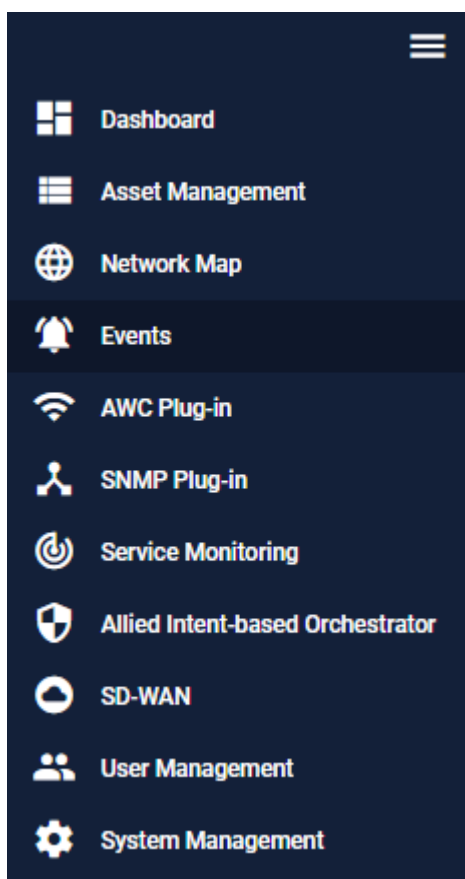 Dashboard
Asset Management
Network Map
Events
AWC Plug-in
SNMP Plug-in
Service Monitoring
Allied Intent-based Orchestrator
SD-WAN
User Management
System Management